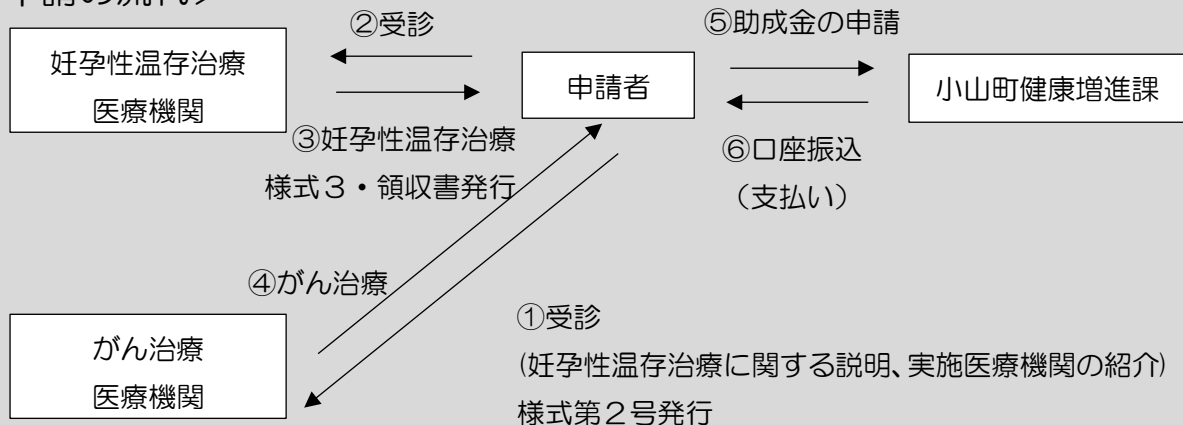 ②受診
⑤助成金の申請
妊孕性温存治療
医療機関
申請者
小山町健康増進課
③妊孕性温存治療
様式３・領収書発行
⑥口座振込
（支払い）
④がん治療
がん治療
医療機関
①受診
(妊孕性温存治療に関する説明、実施医療機関の紹介)
様式第２号発行